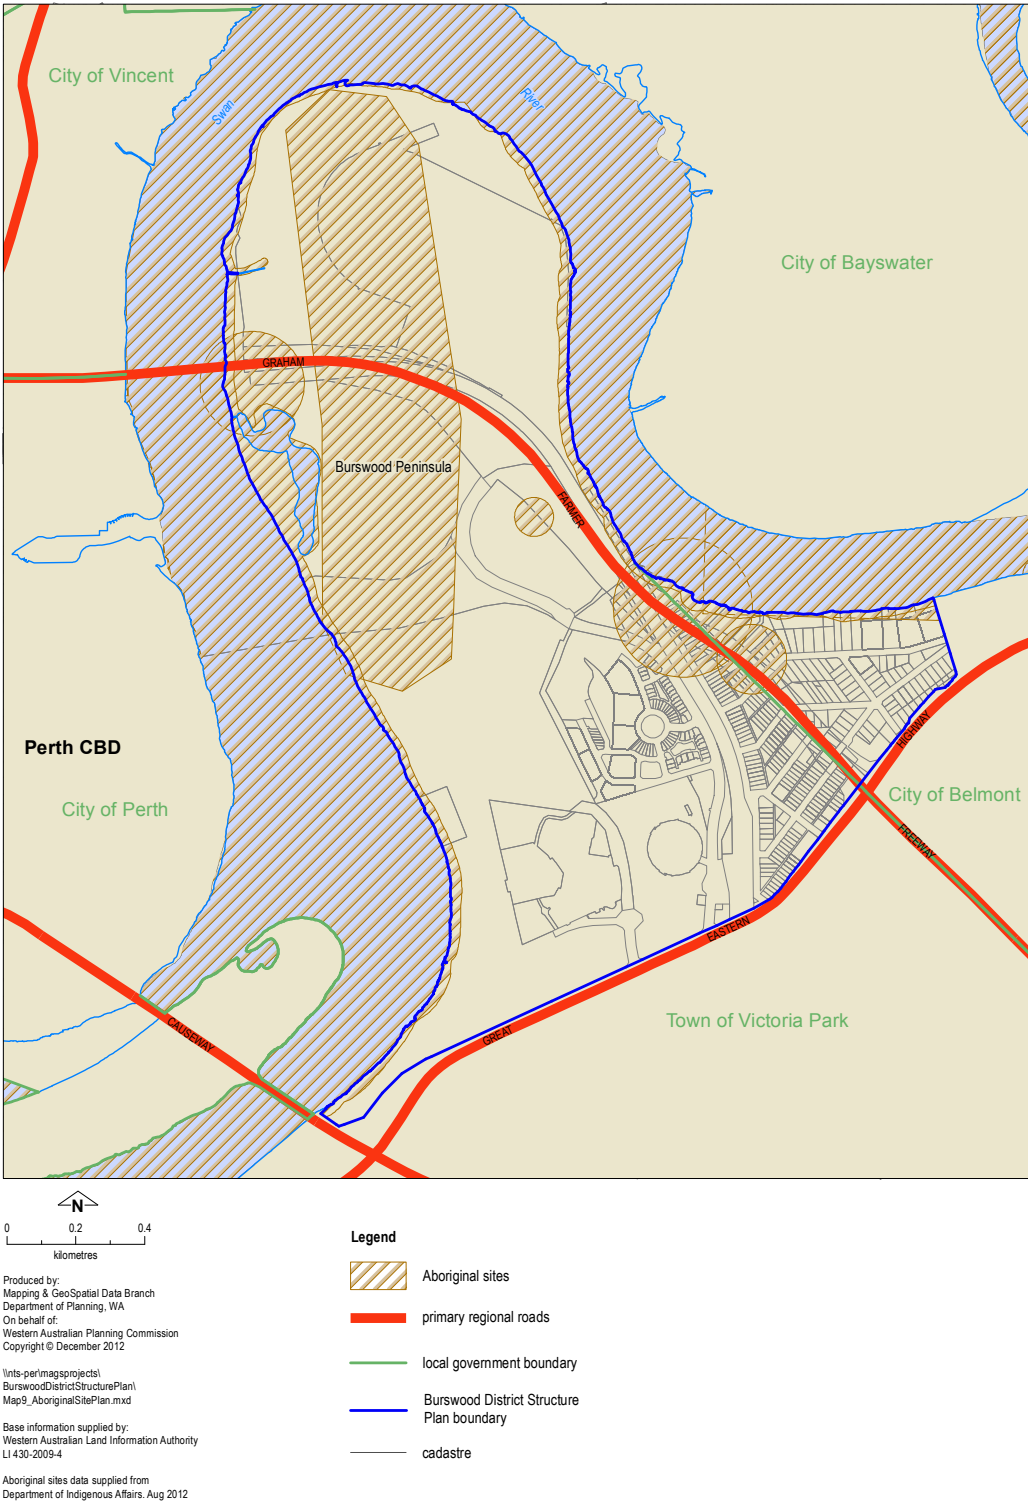 City of Vincent
Swan
River
City of Bayswater
GRAHAM
Burswood Peninsula
FARMER
Perth CBD
City of Perth
HIGHWAY
City of Belmont
FREEWAY
EASTERN
GREAT
Town of Victoria Park
CAUSEWAY
N
0 0.2 0.4
kilometres
Produced by:
Mapping & GeoSpatial Data Branch
Department of Planning, WA
On behalf of:
Western Australian Planning Commission
Copyright © December 2012
\\nts-per\magsprojects\
BurswoodDistrictStructurePlan\
Map9_AboriginalSitePlan.mxd
Base information supplied by:
Western Australian Land Information Authority
LI 430-2009-4
Aboriginal sites data supplied from
Department of Indigenous Affairs. Aug 2012
Legend
Aboriginal sites
primary regional roads
local government boundary
Burswood District Structure
Plan boundary
cadastre